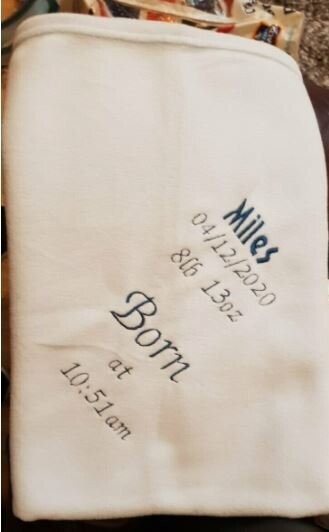 Miles
04/12/2020
8lb 13oz
Born
at
10:51am